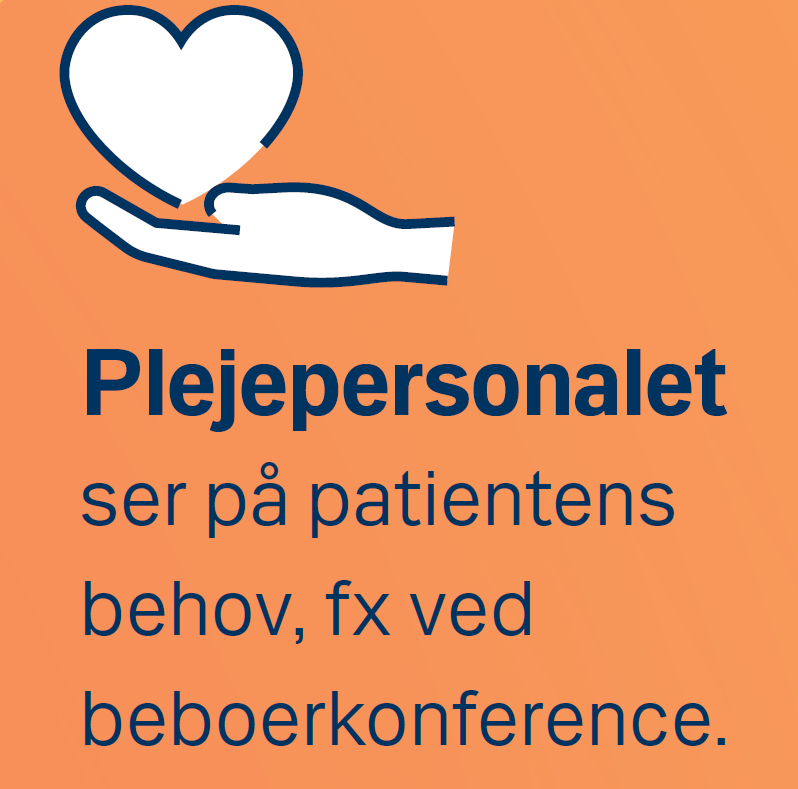 Plejepersonalet
ser på patientens
behov, fx ved
beboerkonference.